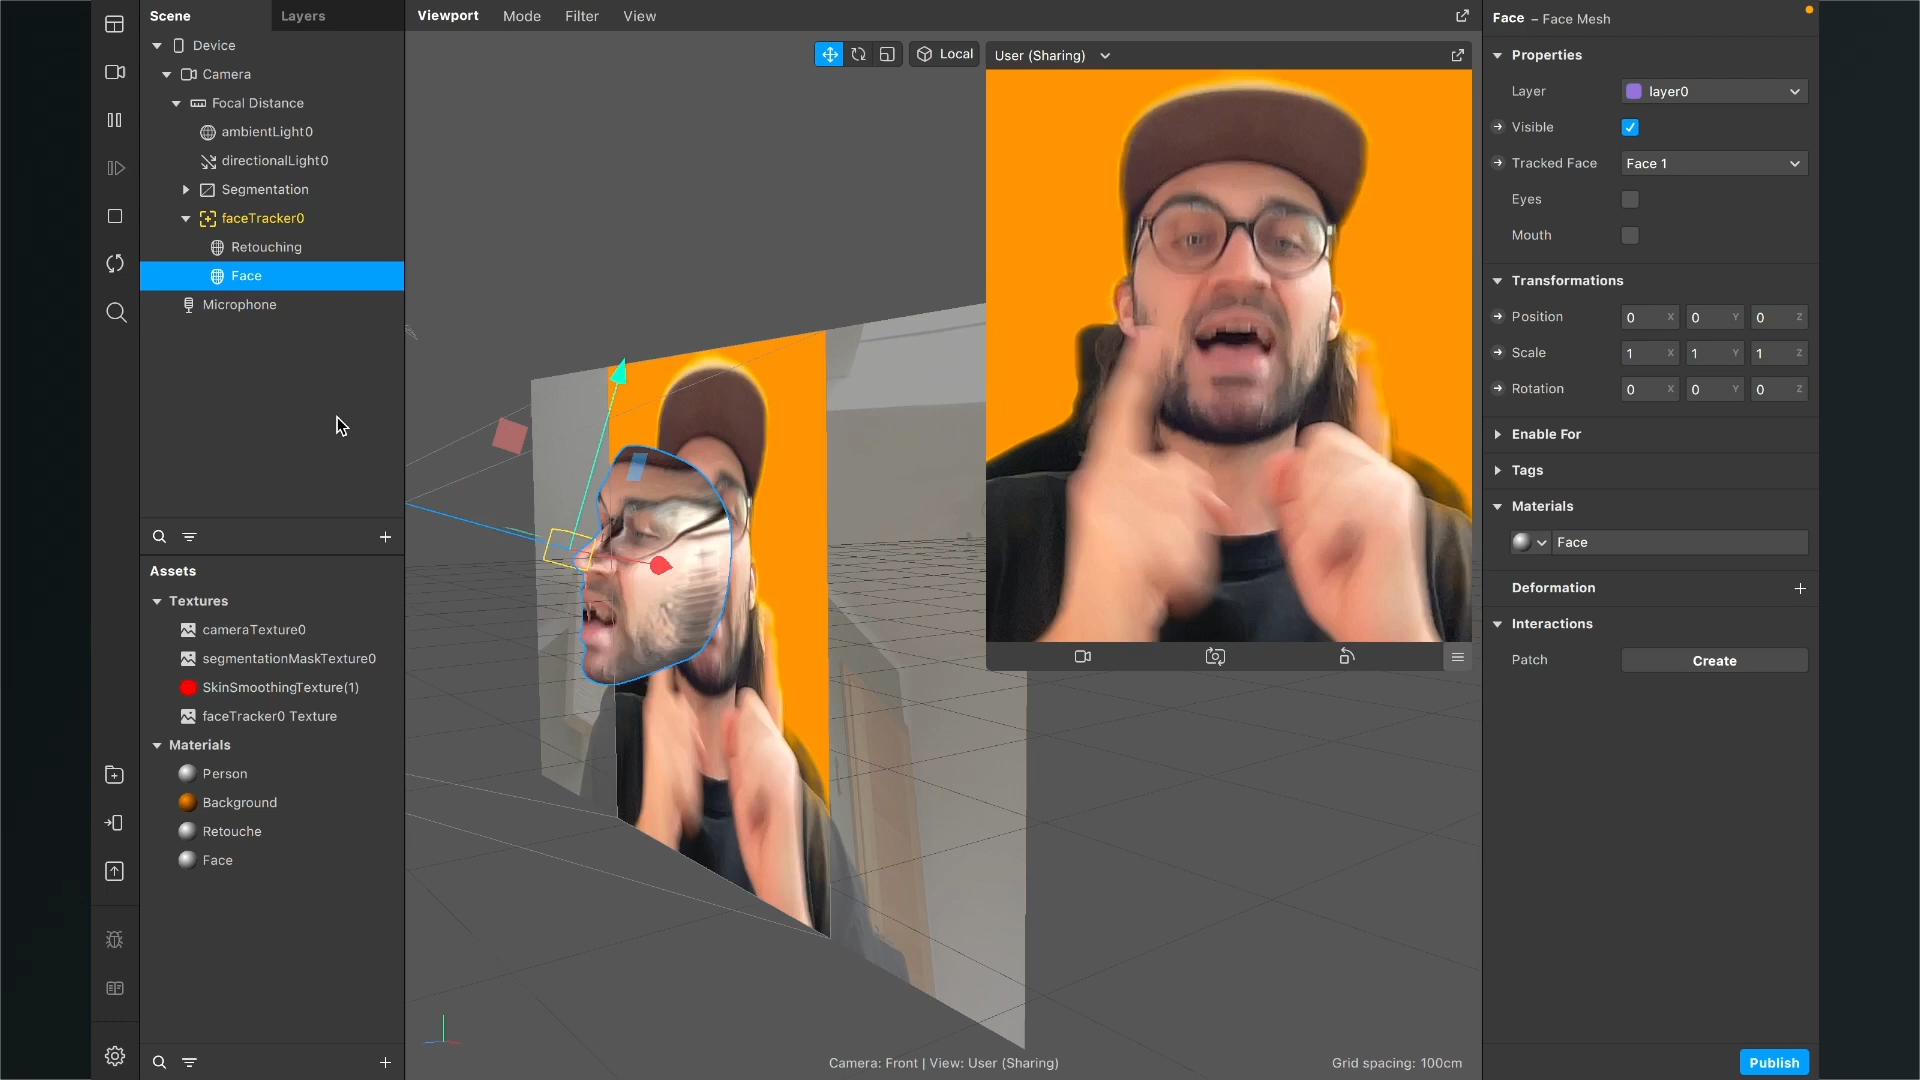 Scene
Layers
Viewport
Mode
Filter
View
Face – Face Mesh
Device
Camera
Focal Distance
ambientLight0
directionalLight0
Segmentation
faceTracker0
Retouching
Face
Microphone
Local
User (Sharing)
Assets
Textures
cameraTexture0
segmentationMaskTexture0
SkinSmoothingTexture(1)
faceTracker0 Texture
Materials
Person
Background
Retouche
Face
Camera: Front | View: User (Sharing)
Grid spacing: 100cm
Properties
Layer layer0
Visible
Tracked Face Face 1
Eyes
Mouth
Transformations
Position 0 X 0 Y 0 Z
Scale 1 X 1 Y 1 Z
Rotation 0 X 0 Y 0 Z
Enable For
Tags
Materials
Face
Deformation
Interactions
Patch Create
Publish